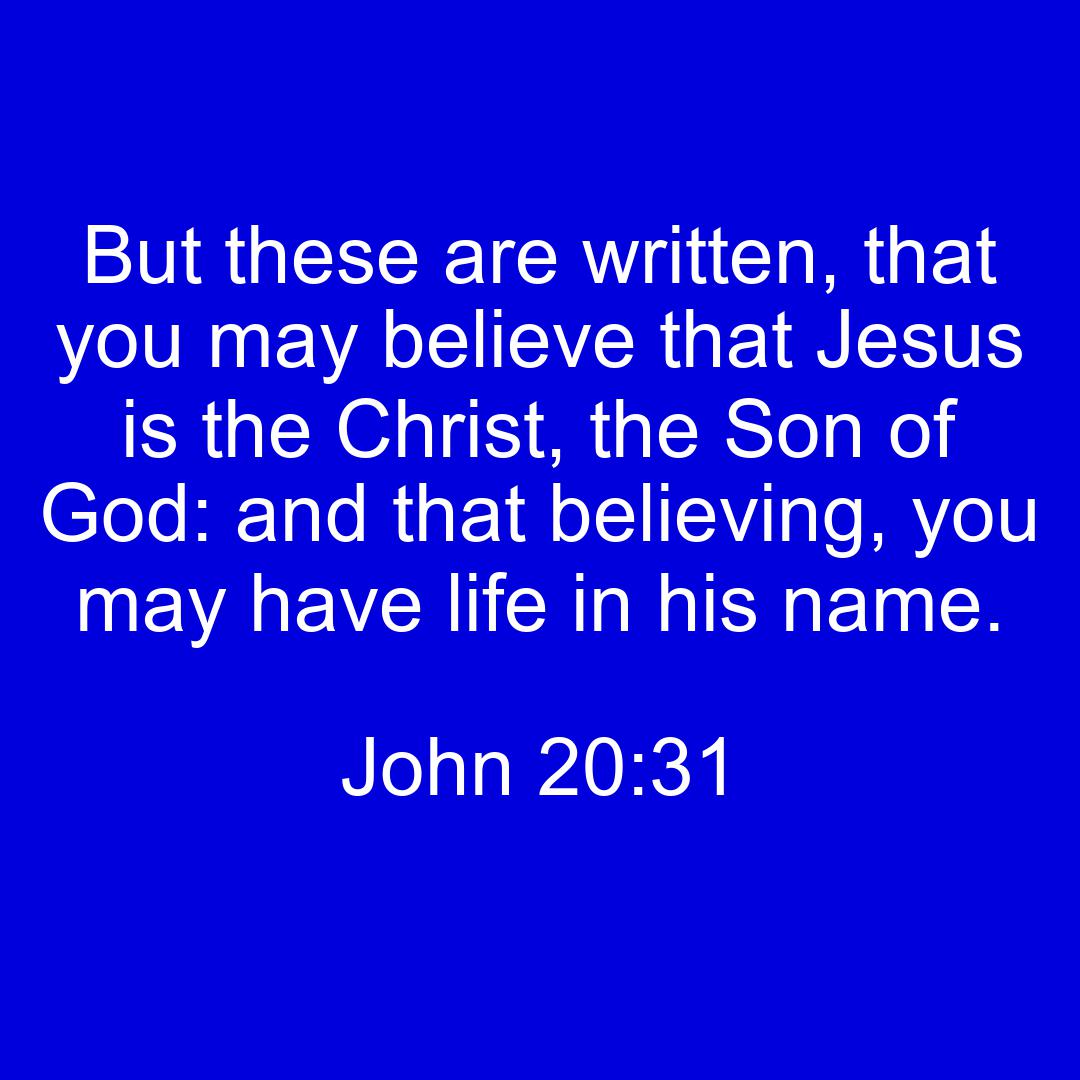 But these are written, that
you may believe that Jesus
is the Christ, the Son of
God: and that believing, you
may have life in his name.
John 20:31